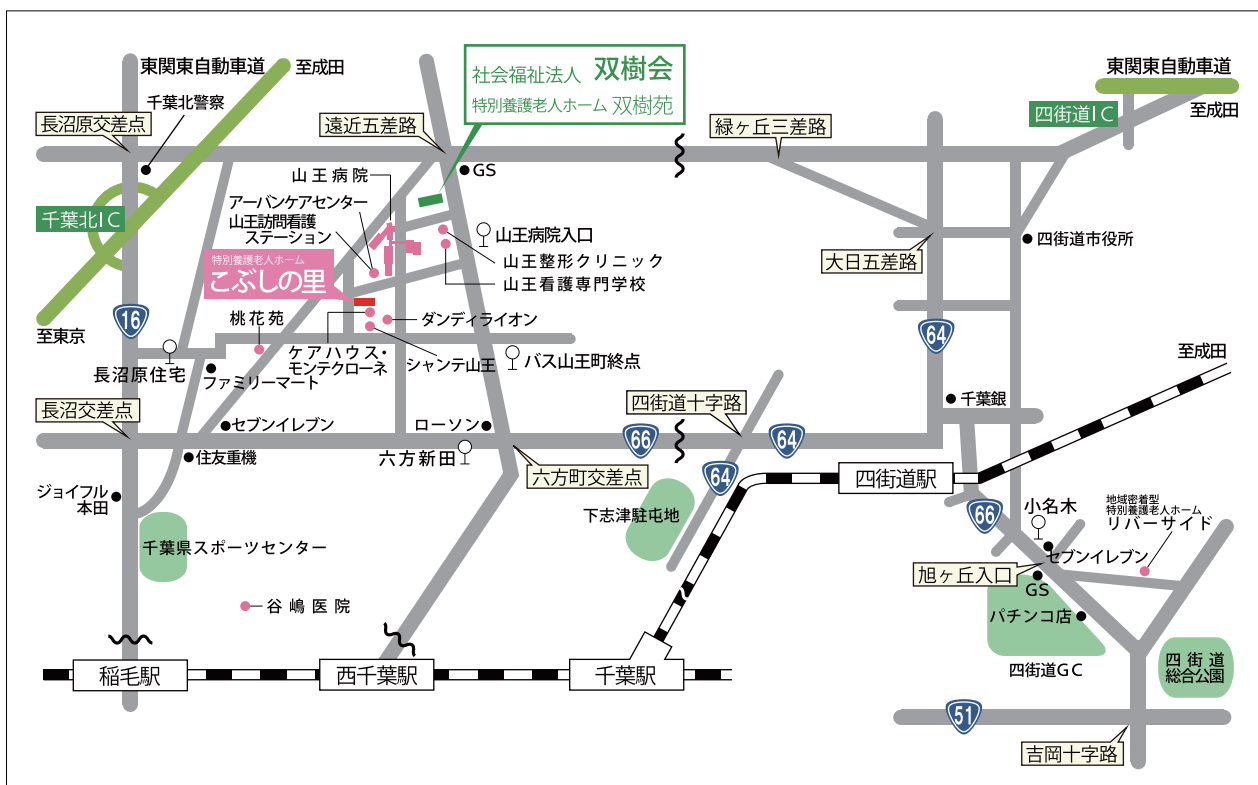 東関東自動車道
至成田
千葉北警察
長沼原交差点
遠近五差路
社会福祉法人 双樹会
特別養護老人ホーム 双樹苑
緑ヶ丘三差路
東関東自動車道
至成田
四街道IC
GS
山王病院
アーバンケアセンター
山王訪問看護
ステーション
千葉北IC
特別養護老人ホーム
こぶしの里
山王病院入口
山王整形クリニック
山王看護専門学校
四街道市役所
大日五差路
16
至東京
桃花苑
ダンディライオン
64
長沼原住宅
ファミリーマート
ケアハウス・
モンテクローネ
シャンテ山王
バス山王町終点
至成田
長沼交差点
セブンイレブン
ローソン
四街道十字路
千葉銀
66
64
住友重機
六方新田
六方町交差点
64
四街道駅
ジョイフル
本田
下志津駐屯地
66
小名木
地域密着型
特別養護老人ホーム
リバーサイド
千葉県スポーツセンター
セブンイレブン
旭ヶ丘入口
GS
谷嶋医院
パチンコ店
稲毛駅
西千葉駅
千葉駅
四街道GC
四街道
総合公園
51
吉岡十字路